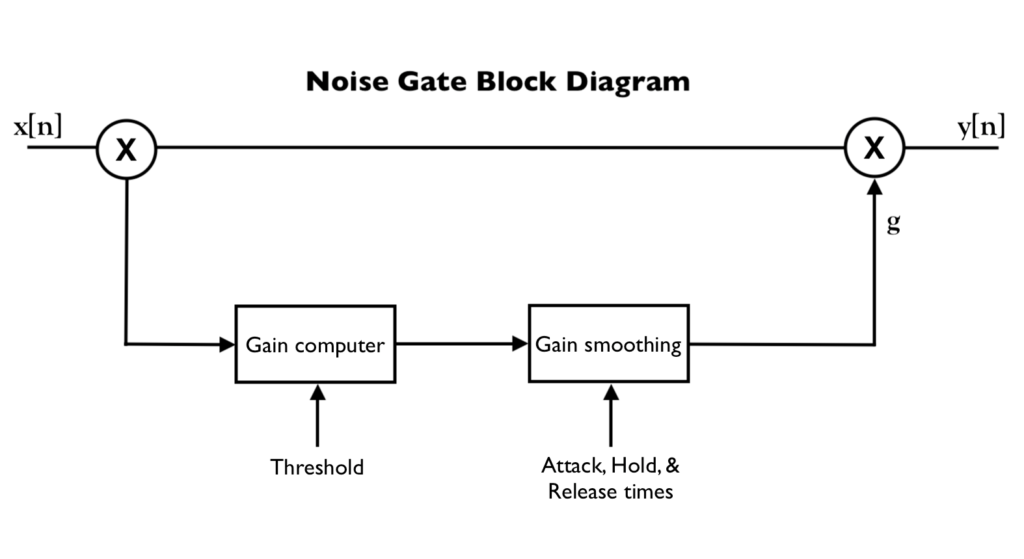 Noise Gate Block Diagram
x[n]
X
X
y[n]
g
Gain computer
Gain smoothing
Threshold
Attack, Hold, &
Release times